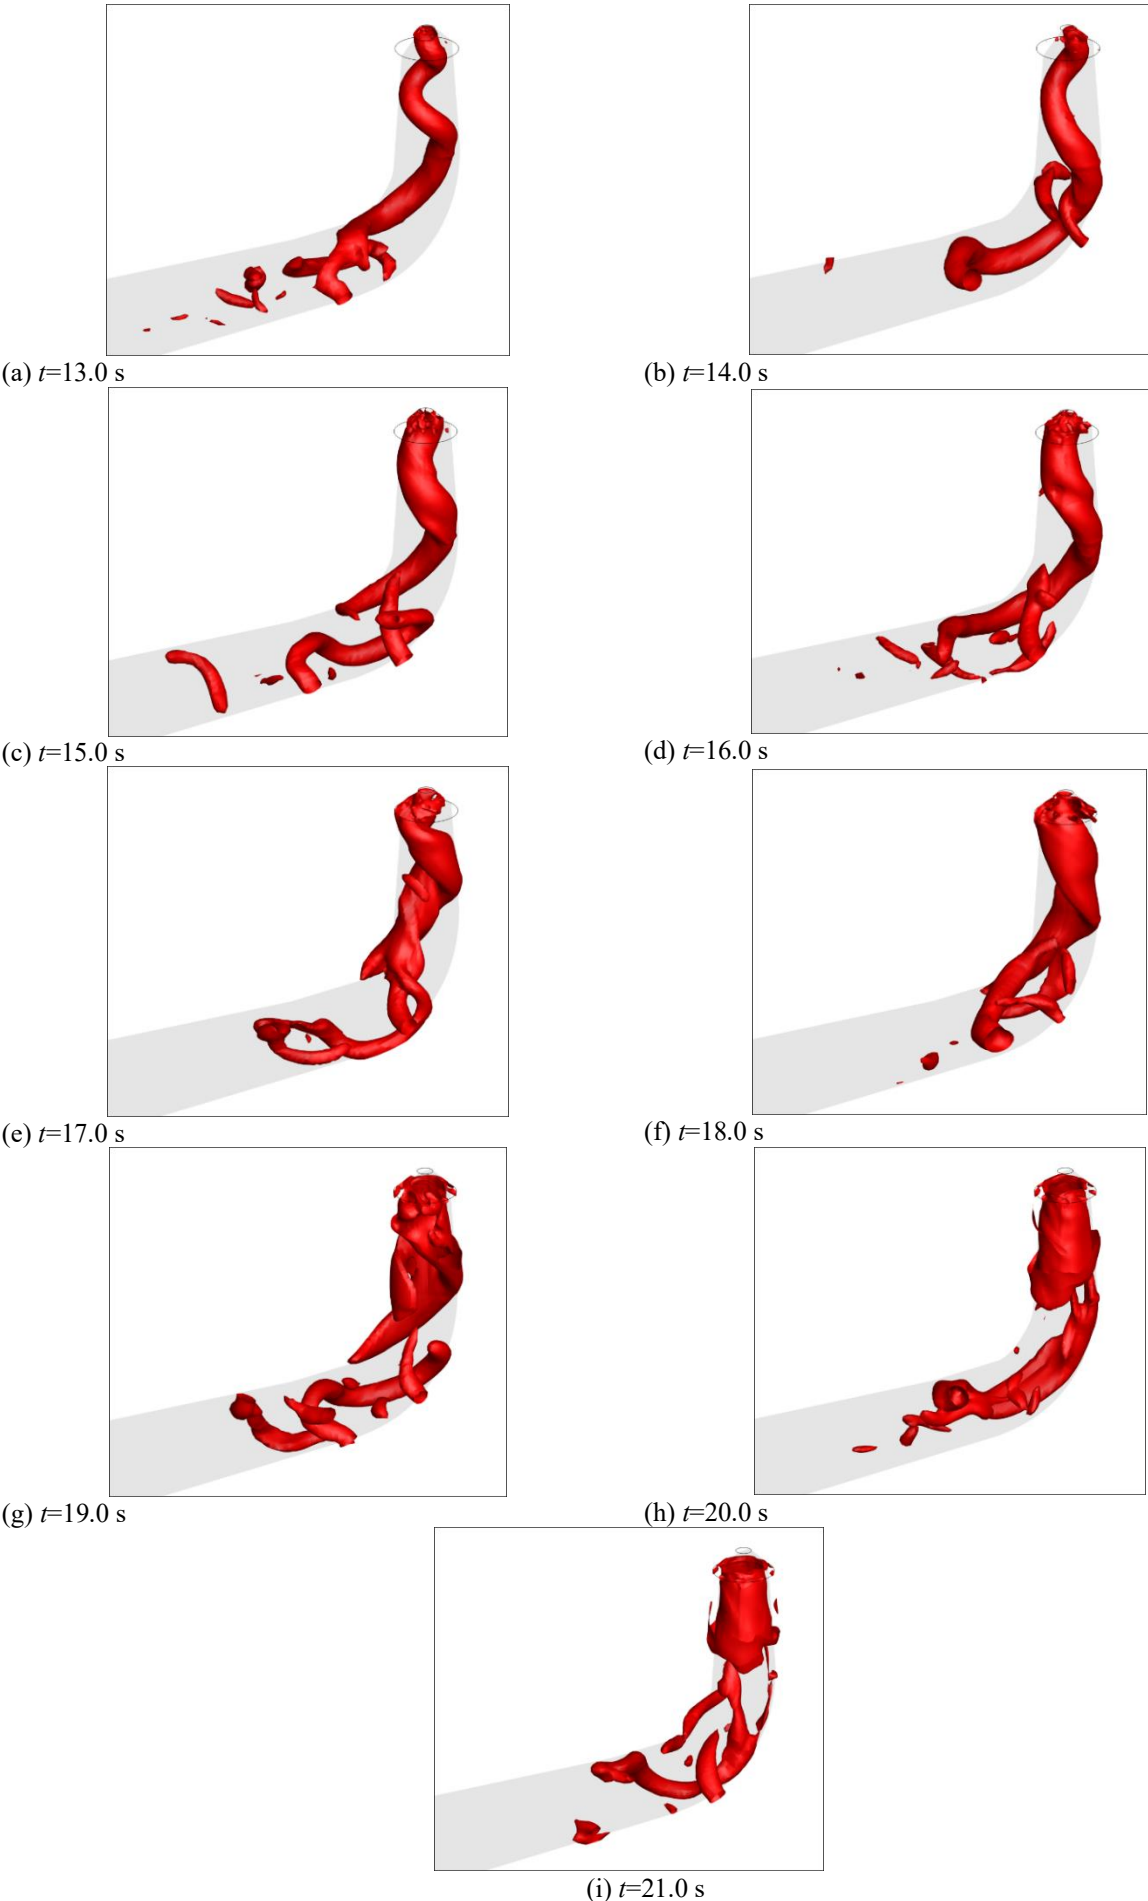 (a) t=13.0 s
(b) t=14.0 s
(c) t=15.0 s
(d) t=16.0 s
(e) t=17.0 s
(f) t=18.0 s
(g) t=19.0 s
(h) t=20.0 s
(i) t=21.0 s